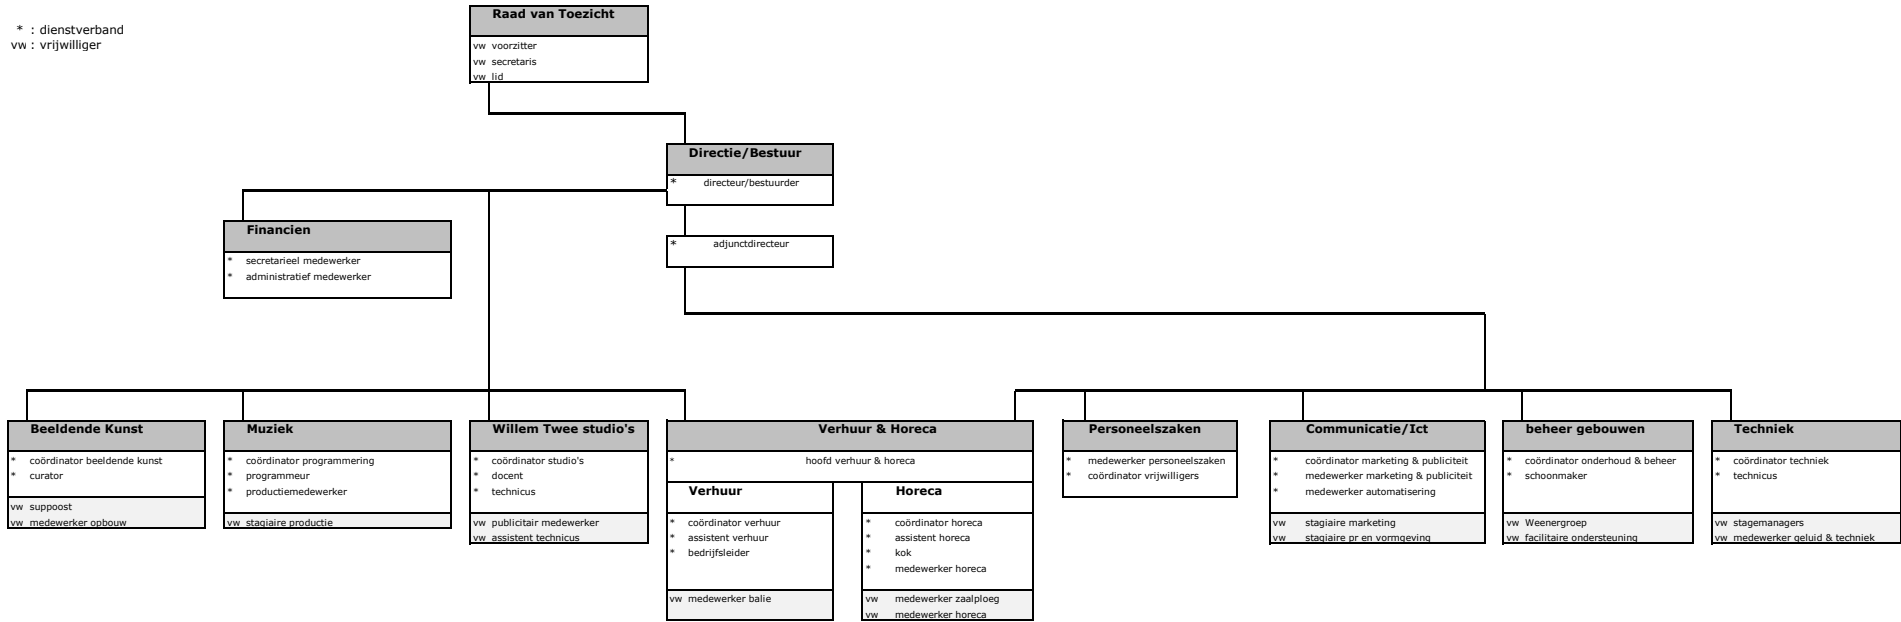 * : dienstverband
vw : vrijwilliger
Raad van Toezicht
vw voorzitter
vw secretaris
vw lid
Directie/Bestuur
* directeur/bestuurder
* adjunctdirecteur
Financien
* secretarieel medewerker
* administratief medewerker
Beeldende Kunst
* coördinator beeldende kunst
* curator
vw suppoost
vw medewerker opbouw
Muziek
* coördinator programmering
* programmeur
* productiemedewerker
vw stagiaire productie
Willem Twee studio's
* coördinator studio's
* docent
* technicus
vw publicitair medewerker
vw assistent technicus
Verhuur & Horeca
* hoofd verhuur & horeca
Verhuur
* coördinator verhuur
* assistent verhuur
* bedrijfsleider
vw medewerker balie
Horeca
* coördinator horeca
* assistent horeca
* kok
* medewerker horeca
vw medewerker zaalploeg
vw medewerker horeca
Personeelszaken
* medewerker personeelszaken
* coördinator vrijwilligers
Communicatie/Ict
* coördinator marketing & publiciteit
* medewerker marketing & publiciteit
* medewerker automatisering
vw stagiaire marketing
vw stagiaire pr en vormgeving
beheer gebouwen
* coördinator onderhoud & beheer
* schoonmaker
vw Weenergroep
vw facilitaire ondersteuning
Techniek
* coördinator techniek
* technicus
vw stagemanagers
vw medewerker geluid & techniek